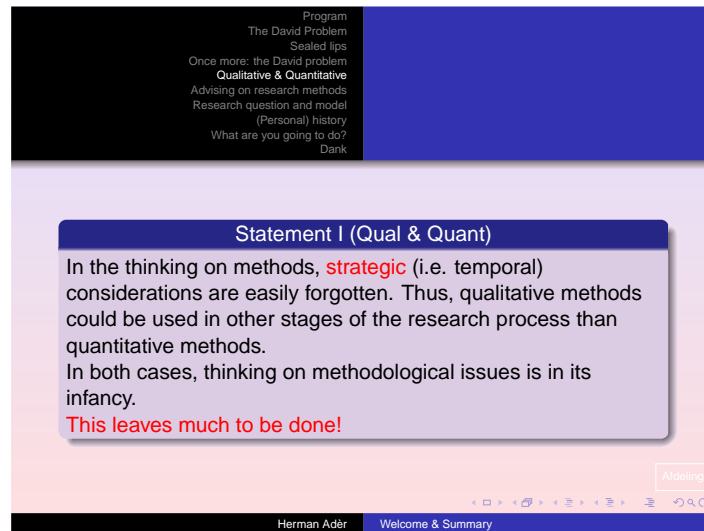 Program
The David Problem
Sealed lips
Once more: the David problem
Qualitative & Quantitative
Advising on research methods
Research question and model
(Personal) history
What are you going to do?
Dank
Statement I (Qual & Quant)
In the thinking on methods, strategic (i.e. temporal)
considerations are easily forgotten. Thus, qualitative methods
could be used in other stages of the research process than
quantitative methods.
In both cases, thinking on methodological issues is in its
infancy.
This leaves much to be done!
Afdeling
Herman Adèr Welcome & Summary